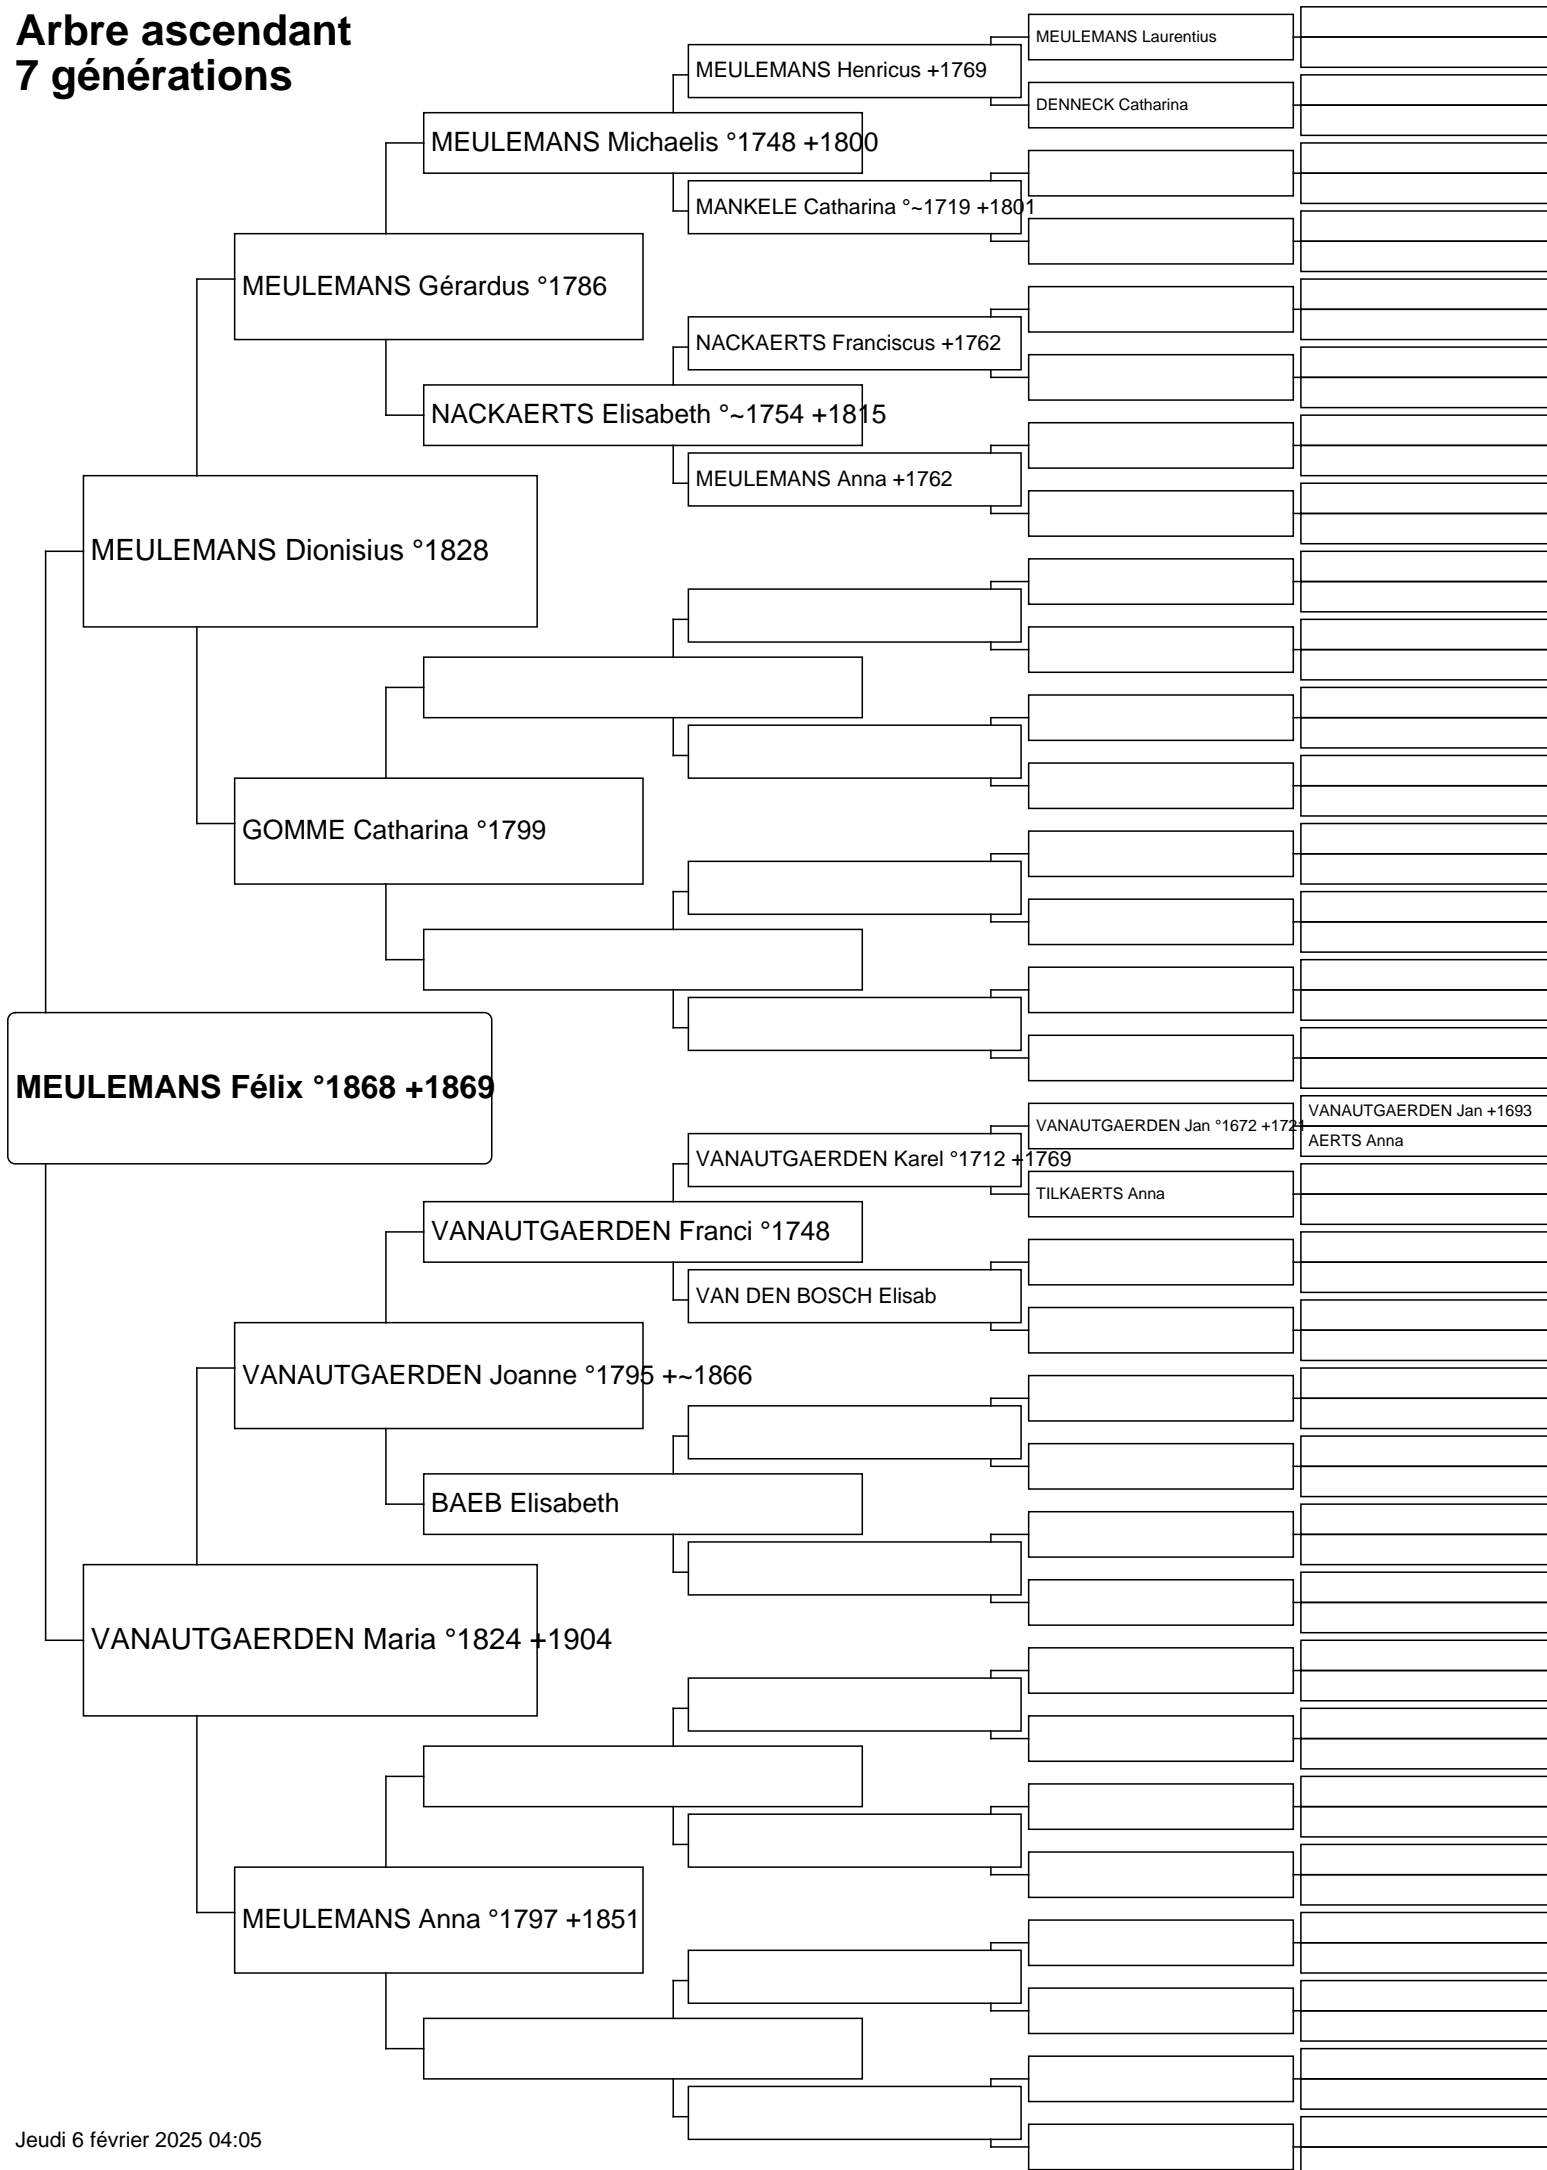 Arbre ascendant
7 générations
MEULEMANS Laurentius
MEULEMANS Henricus +1769
DENNECK Catharina
MEULEMANS Michaelis °1748 +1800
MANKELE Catharina °~1719 +1801
MEULEMANS Gérardus °1786
NACKAERTS Franciscus +1762
NACKAERTS Elisabeth °~1754 +1815
MEULEMANS Anna +1762
MEULEMANS Dionisius °1828
GOMME Catharina °1799
MEULEMANS Félix °1868 +1869
VANAUTGAERDEN Jan +1693
VANAUTGAERDEN Jan °1672 +1721
AERTS Anna
VANAUTGAERDEN Karel °1712 +1769
TILKAERTS Anna
VANAUTGAERDEN Franci °1748
VAN DEN BOSCH Elisab
VANAUTGAERDEN Joanne °1795 +~1866
BAEB Elisabeth
VANAUTGAERDEN Maria °1824 +1904
MEULEMANS Anna °1797 +1851
Jeudi 6 février 2025 04:05